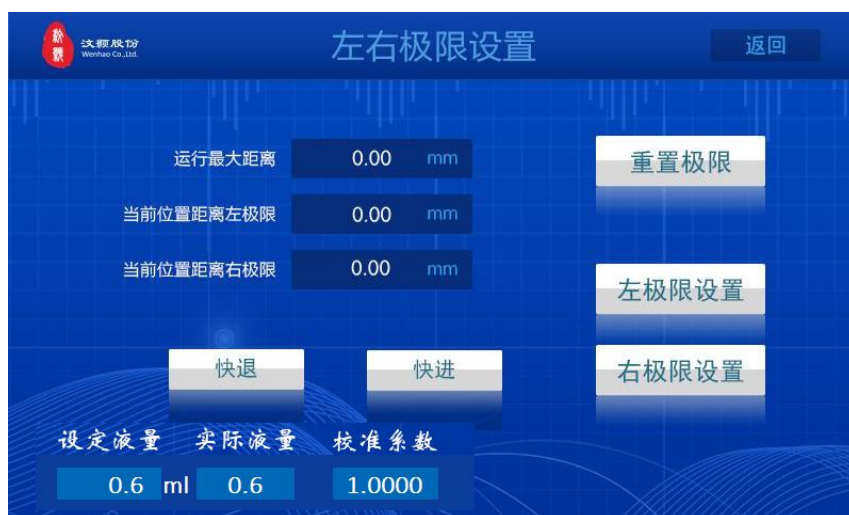 汶颢股份
Wenhao Co.,Ltd.
左右极限设置
返回
运行最大距离 0.00 mm
重置极限
当前位置距离左极限 0.00 mm
当前位置距离右极限 0.00 mm
左极限设置
快退 快进 右极限设置
设定液量 实际液量 校准系数
0.6 ml 0.6 1.0000